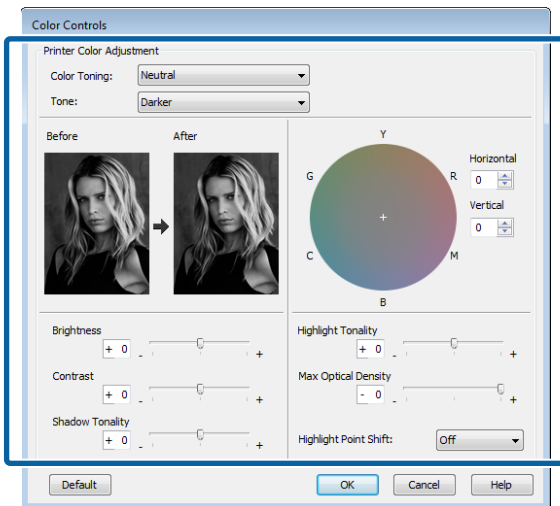 Color Controls
Printer Color Adjustment
Color Toning: Neutral
Tone: Darker
Before After
Y
G R
C M
B
Horizontal
0
Vertical
0
Brightness
+ 0 - +
Contrast
+ 0 - +
Shadow Tonality
+ 0 - +
Highlight Tonality
+ 0 - +
Max Optical Density
- 0 - +
Highlight Point Shift: Off
Default OK Cancel Help